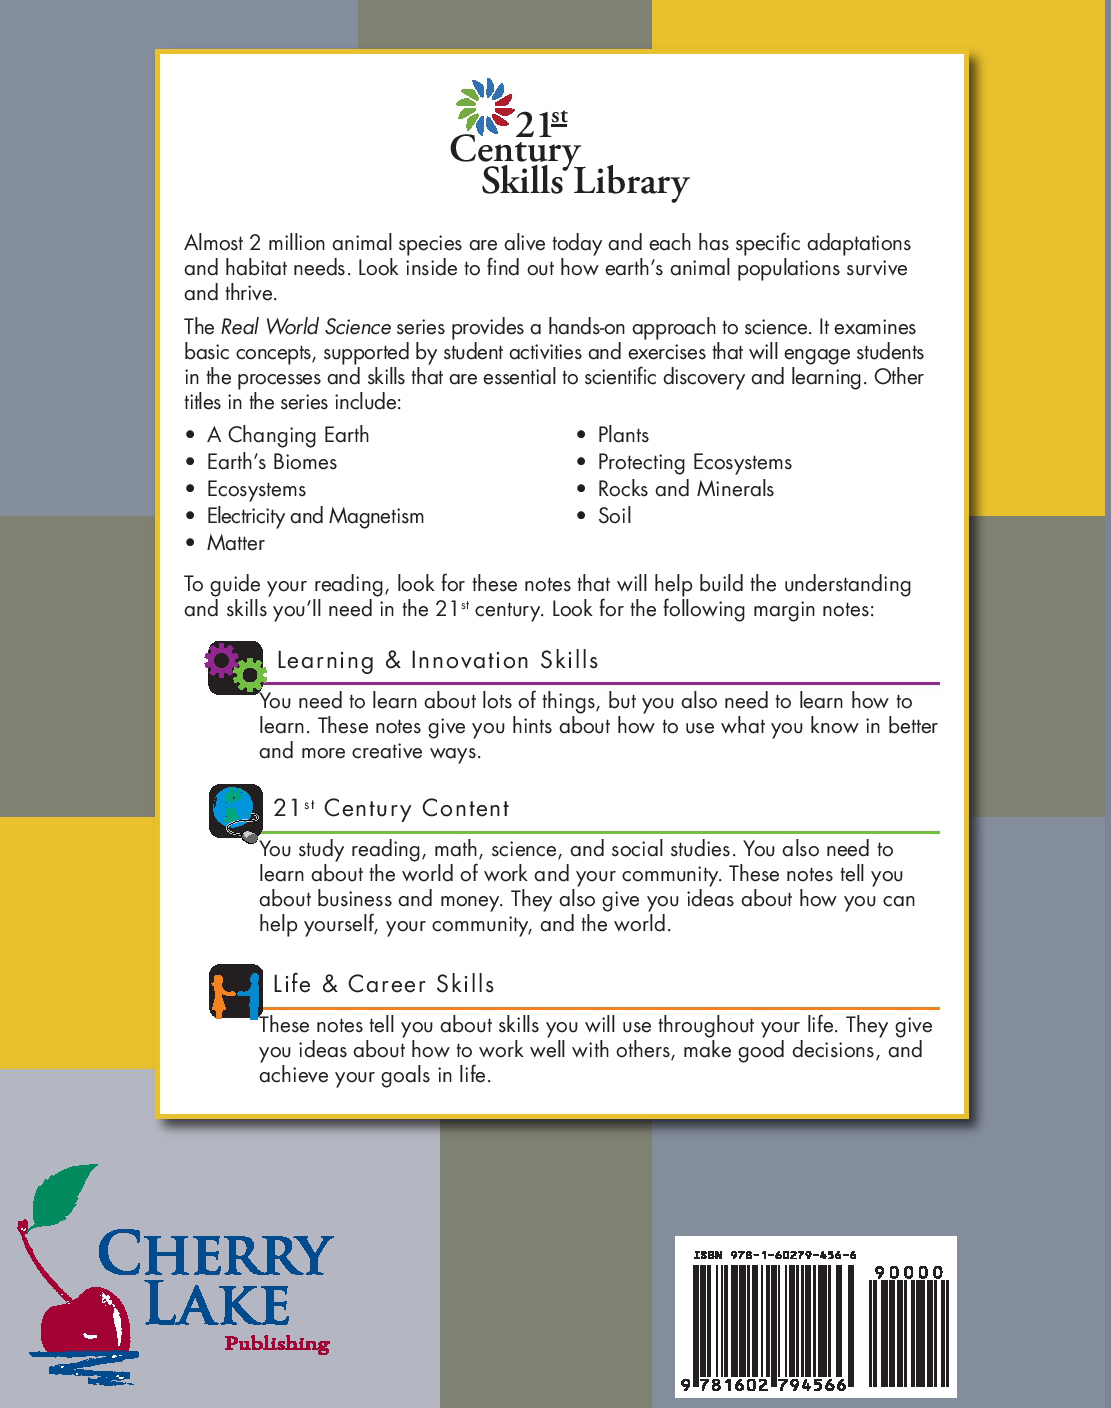 21st
Century
Skills Library
Almost 2 million animal species are alive today and each has specific adaptations
and habitat needs. Look inside to find out how earth's animal populations survive
and thrive.
The Real World Science series provides a hands-on approach to science. It examines
basic concepts, supported by student activities and exercises that will engage students
in the processes and skills that are essential to scientific discovery and learning. Other
titles in the series include:
• A Changing Earth
• Earth's Biomes
• Ecosystems
• Electricity and Magnetism
• Matter
• Plants
• Protecting Ecosystems
• Rocks and Minerals
• Soil
To guide your reading, look for these notes that will help build the understanding
and skills you'll need in the 21st century. Look for the following margin notes:
Learning & Innovation Skills
You need to learn about lots of things, but you also need to learn how to
learn. These notes give you hints about how to use what you know in better
and more creative ways.
21st Century Content
You study reading, math, science, and social studies. You also need to
learn about the world of work and your community. These notes tell you
about business and money. They also give you ideas about how you can
help yourself, your community, and the world.
Life & Career Skills
These notes tell you about skills you will use throughout your life. They give
you ideas about how to work well with others, make good decisions, and
achieve your goals in life.
CHERRY
LAKE
Publishing
ISBN 978-1-60279-456-6
90000
9 781602 794566